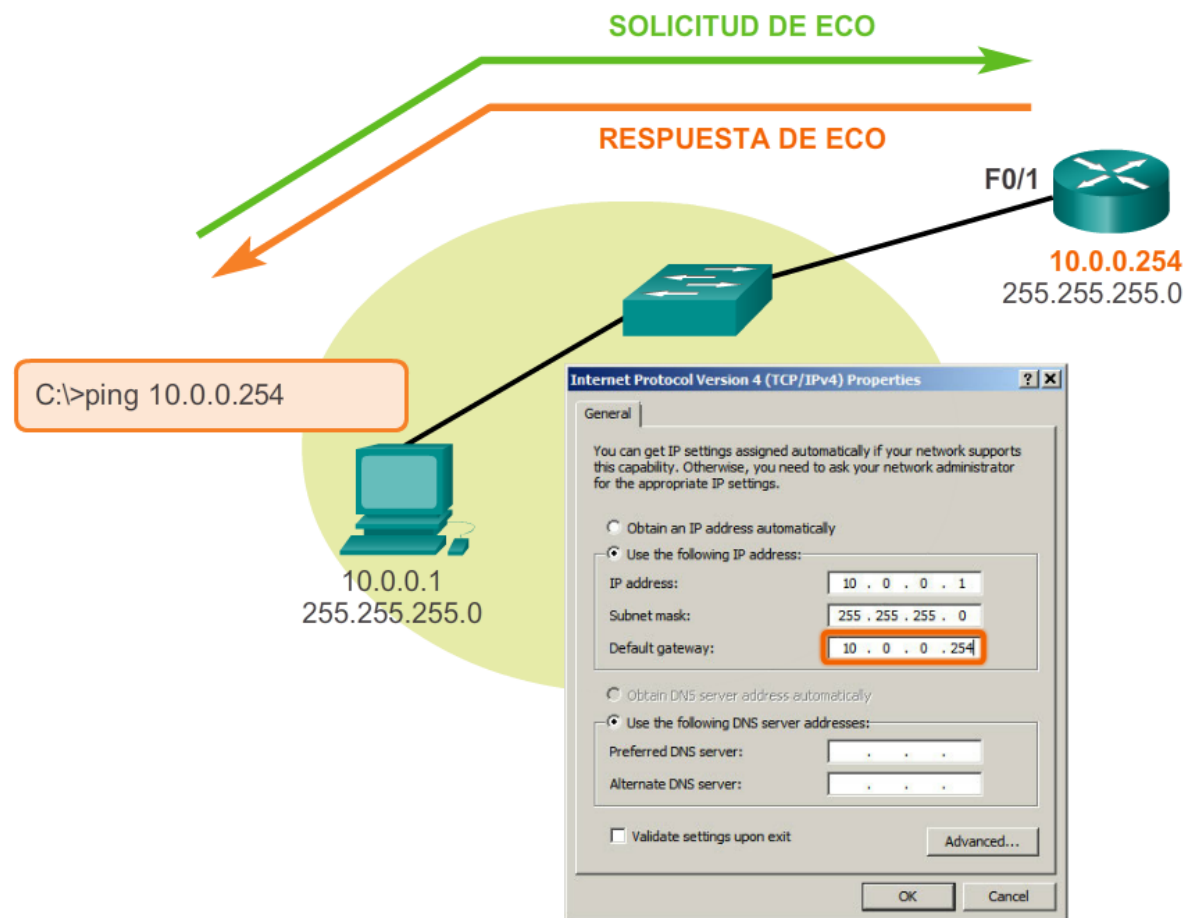 SOLICITUD DE ECO
RESPUESTA DE ECO
F0/1
10.0.0.254
255.255.255.0
C:\>ping 10.0.0.254
10.0.0.1
255.255.255.0
Internet Protocol Version 4 (TCP/IPv4) Properties
General
You can get IP settings assigned automatically if your network supports
this capability. Otherwise, you need to ask your network administrator
for the appropriate IP settings.
Obtain an IP address automatically
Use the following IP address:
IP address: 10 . 0 . 0 . 1
Subnet mask: 255 . 255 . 255 . 0
Default gateway: 10 . 0 . 0 . 254
Obtain DNS server address automatically
Use the following DNS server addresses:
Preferred DNS server: . . .
Alternate DNS server: . . .
Validate settings upon exit
Advanced...
OK Cancel